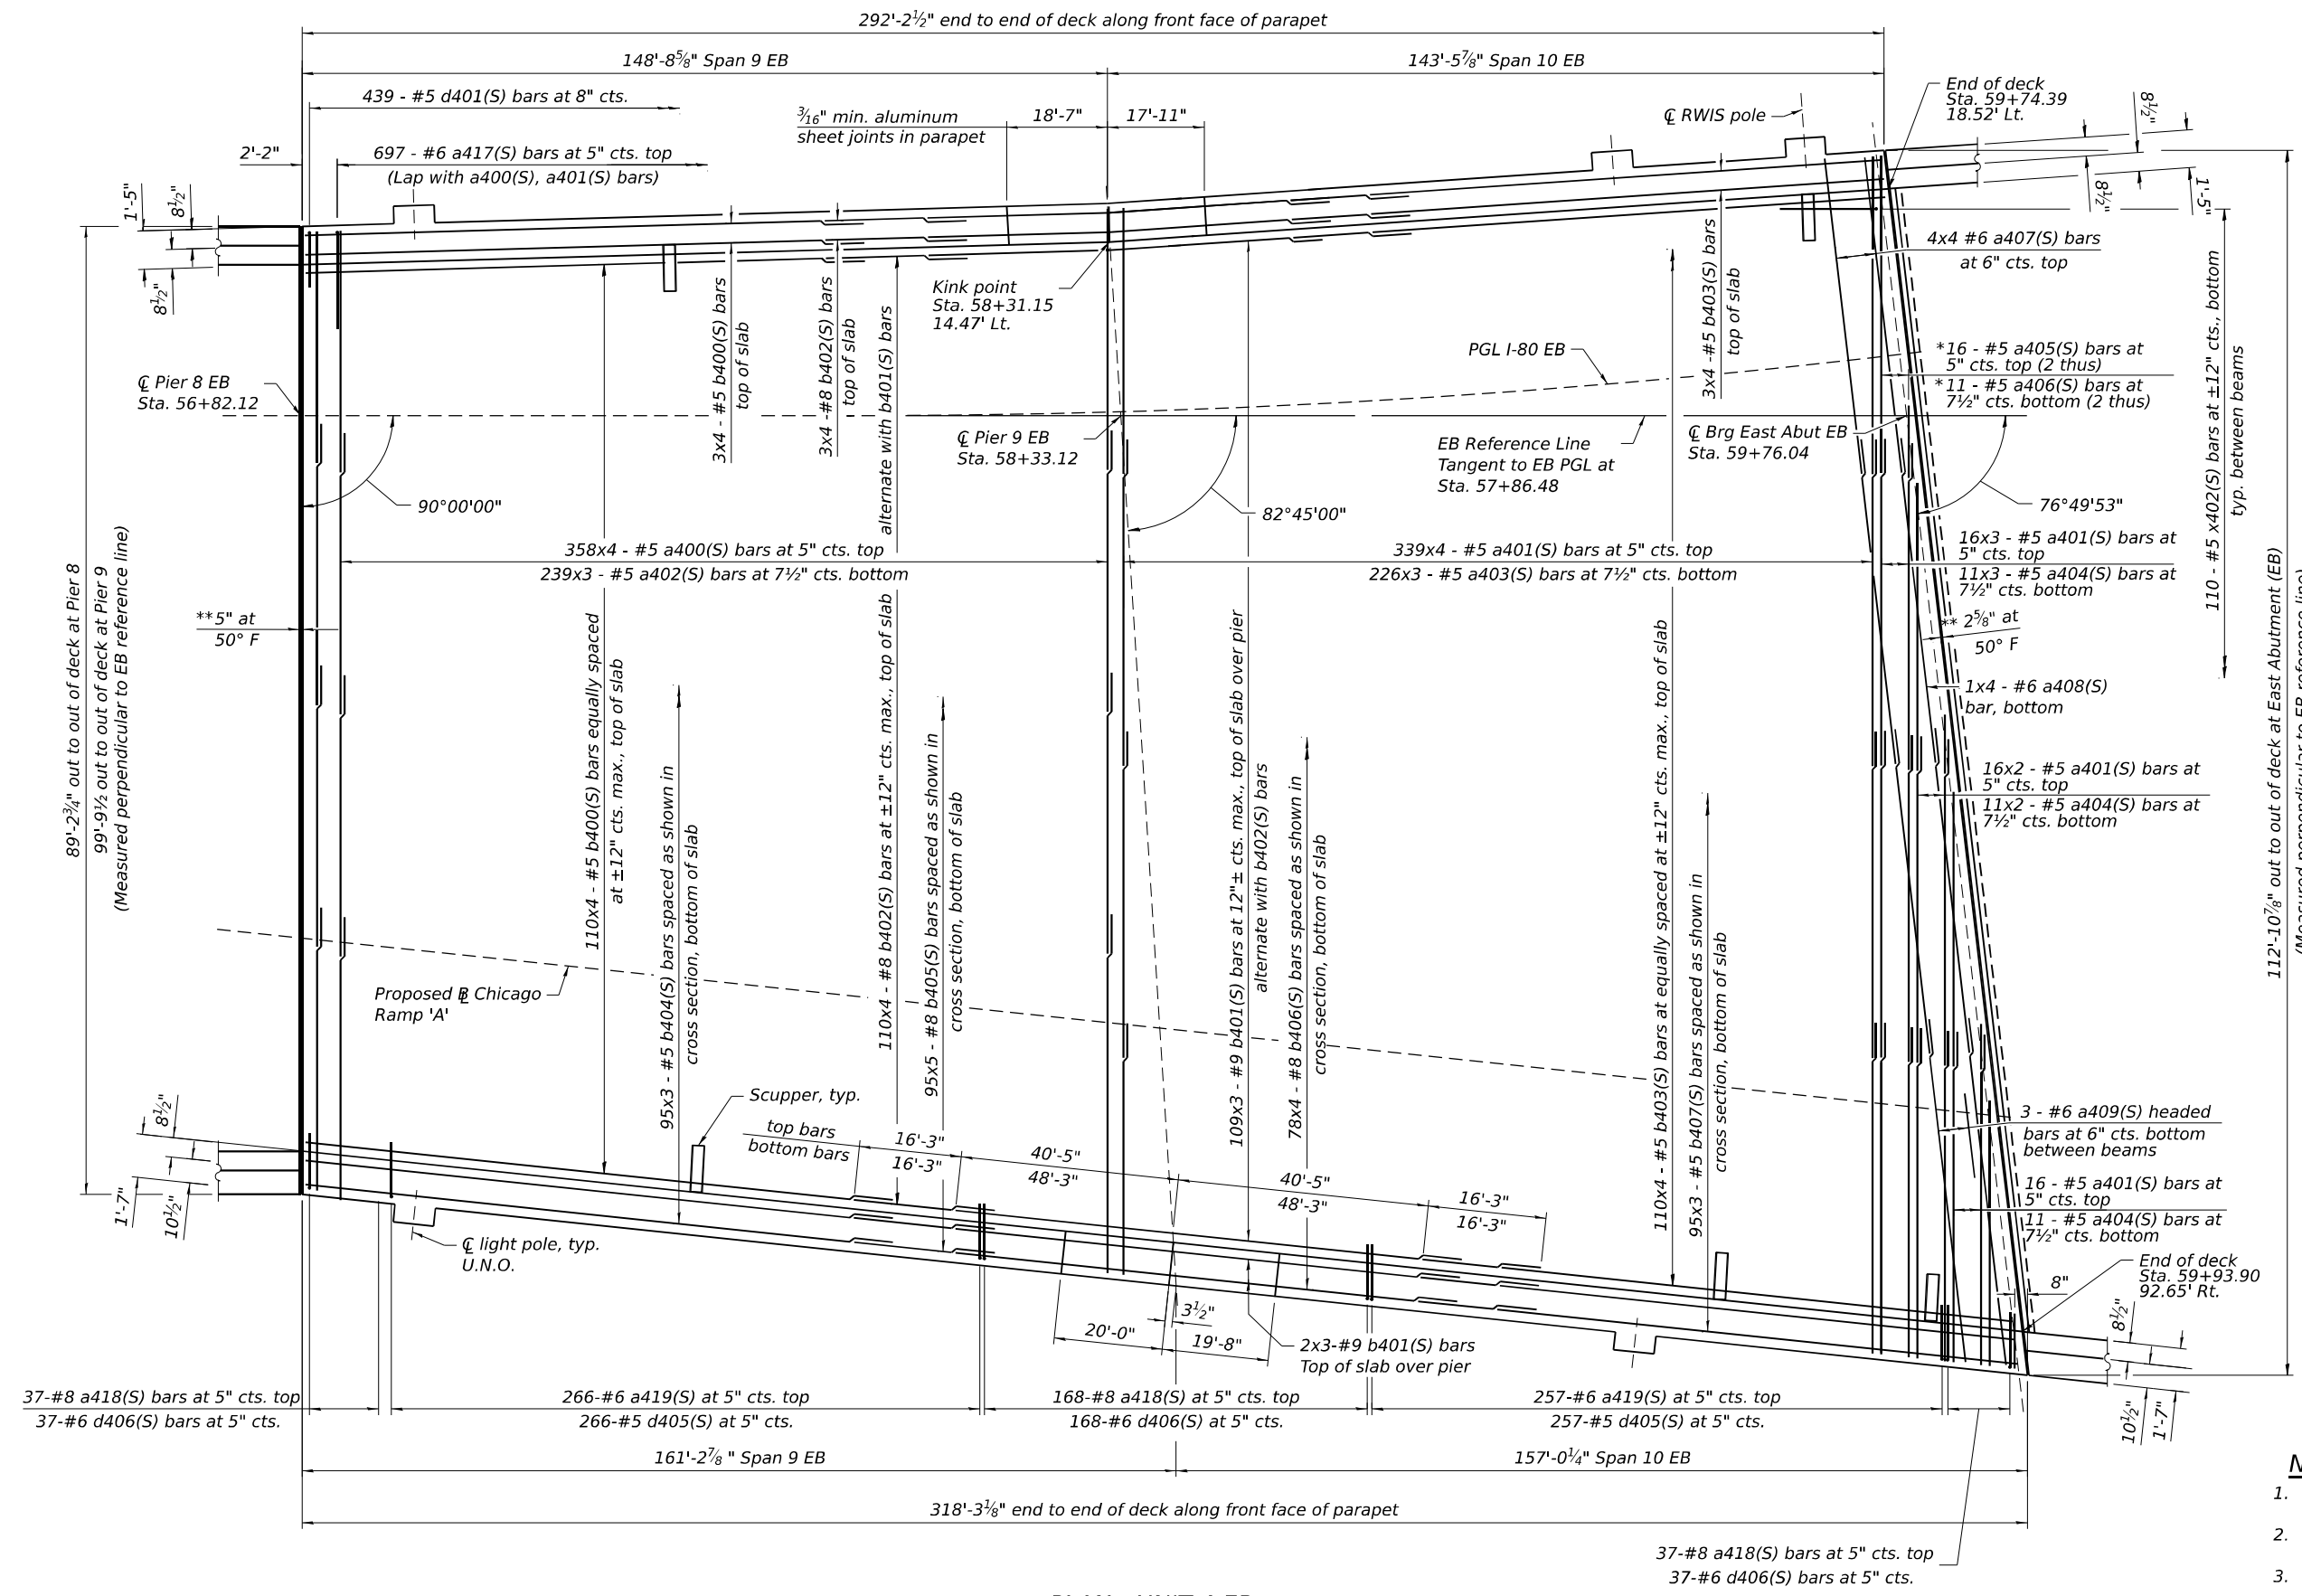 292'-2½" end to end of deck along front face of parapet
148'-8⅝" Span 9 EB
143'-5⅞" Span 10 EB
439 - #5 d401(S) bars at 8" cts.
3⁄16" min. aluminum
sheet joints in parapet
18'-7"
17'-11"
℄ RWIS pole
End of deck
Sta. 59+74.39
18.52' Lt.
8½"
8½"
1'-5"
2'-2"
697 - #6 a417(S) bars at 5" cts. top
(Lap with a400(S), a401(S) bars)
1'-5"
8½"
8½"
Kink point
Sta. 58+31.15
14.47' Lt.
3x4 - #5 b400(S) bars
top of slab
3x4 -#8 b402(S) bars
top of slab
alternate with b401(S) bars
3x4 -#5 b403(S) bars
top of slab
4x4 #6 a407(S) bars
at 6" cts. top
PGL I-80 EB
*16 - #5 a405(S) bars at
5" cts. top (2 thus)
*11 - #5 a406(S) bars at
7½" cts. bottom (2 thus)
110 - #5 x402(S) bars at ±12" cts., bottom
typ. between beams
℄ Pier 8 EB
Sta. 56+82.12
℄ Pier 9 EB
Sta. 58+33.12
EB Reference Line
Tangent to EB PGL at
Sta. 57+86.48
℄ Brg East Abut EB
Sta. 59+76.04
90°00'00"
82°45'00"
76°49'53"
358x4 - #5 a400(S) bars at 5" cts. top
239x3 - #5 a402(S) bars at 7½" cts. bottom
339x4 - #5 a401(S) bars at 5" cts. top
226x3 - #5 a403(S) bars at 7½" cts. bottom
16x3 - #5 a401(S) bars at
5" cts. top
11x3 - #5 a404(S) bars at
7½" cts. bottom
89'-2¾" out to out of deck at Pier 8
99'-9½ out to out of deck at Pier 9
(Measured perpendicular to EB reference line)
**5" at
50° F
** 2⅝" at
50° F
1x4 - #6 a408(S)
bar, bottom
112'-10⅞" out to out of deck at East Abutment (EB)
(Measured perpendicular to EB reference line)
110x4 - #5 b400(S) bars equally spaced
at ±12" cts. max., top of slab
95x3 - #5 b404(S) bars spaced as shown in
cross section, bottom of slab
110x4 - #8 b402(S) bars at ±12" cts. max., top of slab
95x5 - #8 b405(S) bars spaced as shown in
cross section, bottom of slab
109x3 - #9 b401(S) bars at 12"± cts. max., top of slab over pier
alternate with b402(S) bars
78x4 - #8 b406(S) bars spaced as shown in
cross section, bottom of slab
110x4 - #5 b403(S) bars at equally spaced at ±12" cts. max., top of slab
95x3 - #5 b407(S) bars spaced as shown in
cross section, bottom of slab
16x2 - #5 a401(S) bars at
5" cts. top
11x2 - #5 a404(S) bars at
7½" cts. bottom
Proposed ℄ Chicago
Ramp 'A'
Scupper, typ.
top bars
bottom bars
16'-3"
16'-3"
40'-5"
48'-3"
40'-5"
48'-3"
16'-3"
16'-3"
3 - #6 a409(S) headed
bars at 6" cts. bottom
between beams
16 - #5 a401(S) bars at
5" cts. top
11 - #5 a404(S) bars at
7½" cts. bottom
End of deck
Sta. 59+93.90
92.65' Rt.
8"
8½"
1'-7"
10½"
℄ light pole, typ.
U.N.O.
3½"
20'-0"
19'-8"
2x3-#9 b401(S) bars
Top of slab over pier
8½"
10½"
1'-7"
37-#8 a418(S) bars at 5" cts. top
37-#6 d406(S) bars at 5" cts.
266-#6 a419(S) at 5" cts. top
266-#5 d405(S) at 5" cts.
168-#8 a418(S) at 5" cts. top
168-#6 d406(S) at 5" cts.
257-#6 a419(S) at 5" cts. top
257-#5 d405(S) at 5" cts.
161'-2⅞ " Span 9 EB
157'-0¼" Span 10 EB
318'-3⅛" end to end of deck along front face of parapet
37-#8 a418(S) bars at 5" cts. top
37-#6 d406(S) bars at 5" cts.
1.
2.
3.